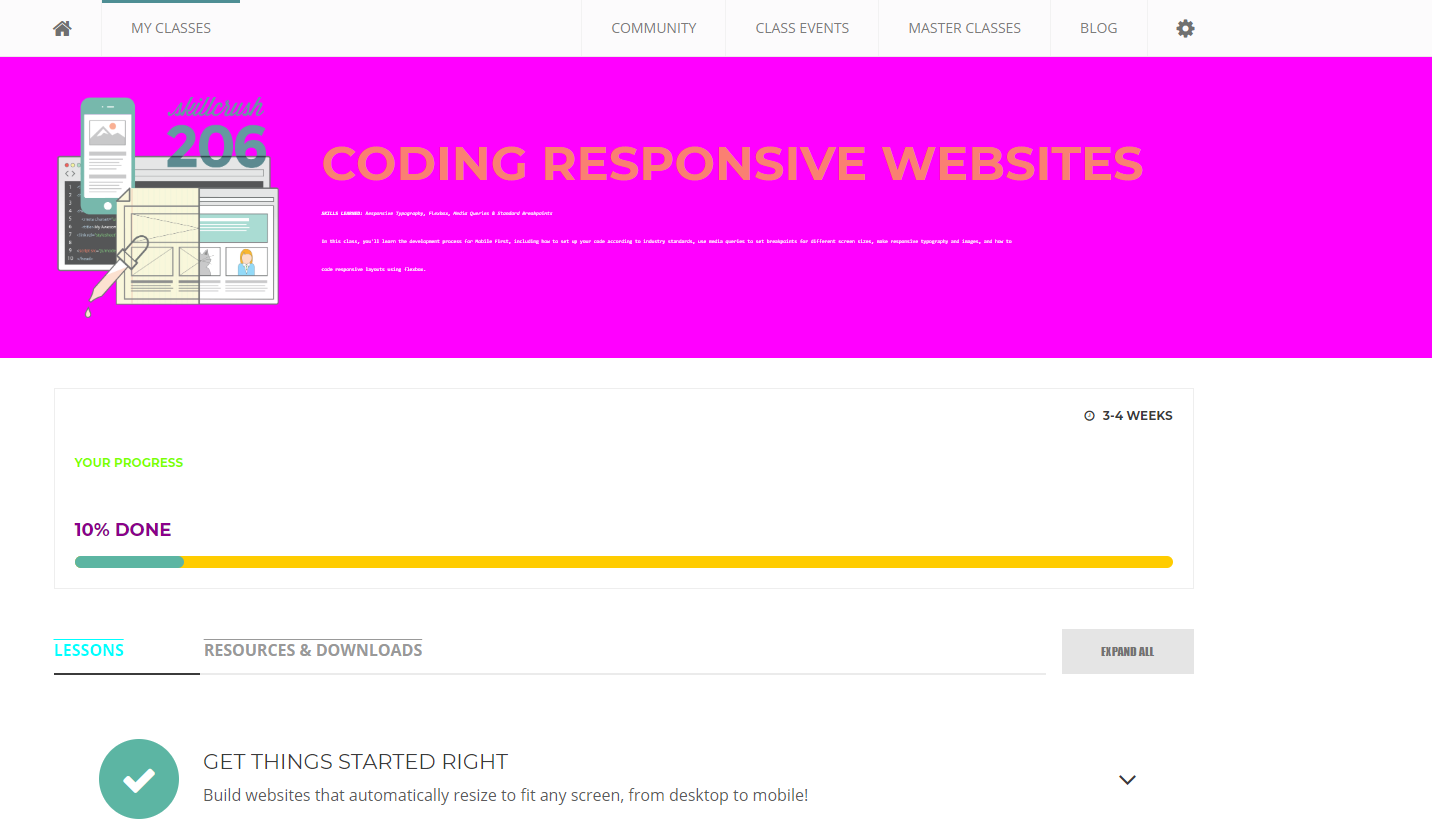 MY CLASSES
COMMUNITY
CLASS EVENTS
MASTER CLASSES
BLOG
skillcrush
206
CODING RESPONSIVE WEBSITES
SKILLS LEARNED: Responsive Typography, Flexbox, Media Queries & Standard Breakpoints
In this class, you'll learn the development process for Mobile First, including how to set up your code according to industry standards, use media queries to set breakpoints for different screen sizes, make responsive typography and images, and how to
code responsive layouts using flexbox.
3-4 WEEKS
YOUR PROGRESS
10% DONE
LESSONS
RESOURCES & DOWNLOADS
EXPAND ALL
GET THINGS STARTED RIGHT
Build websites that automatically resize to fit any screen, from desktop to mobile!